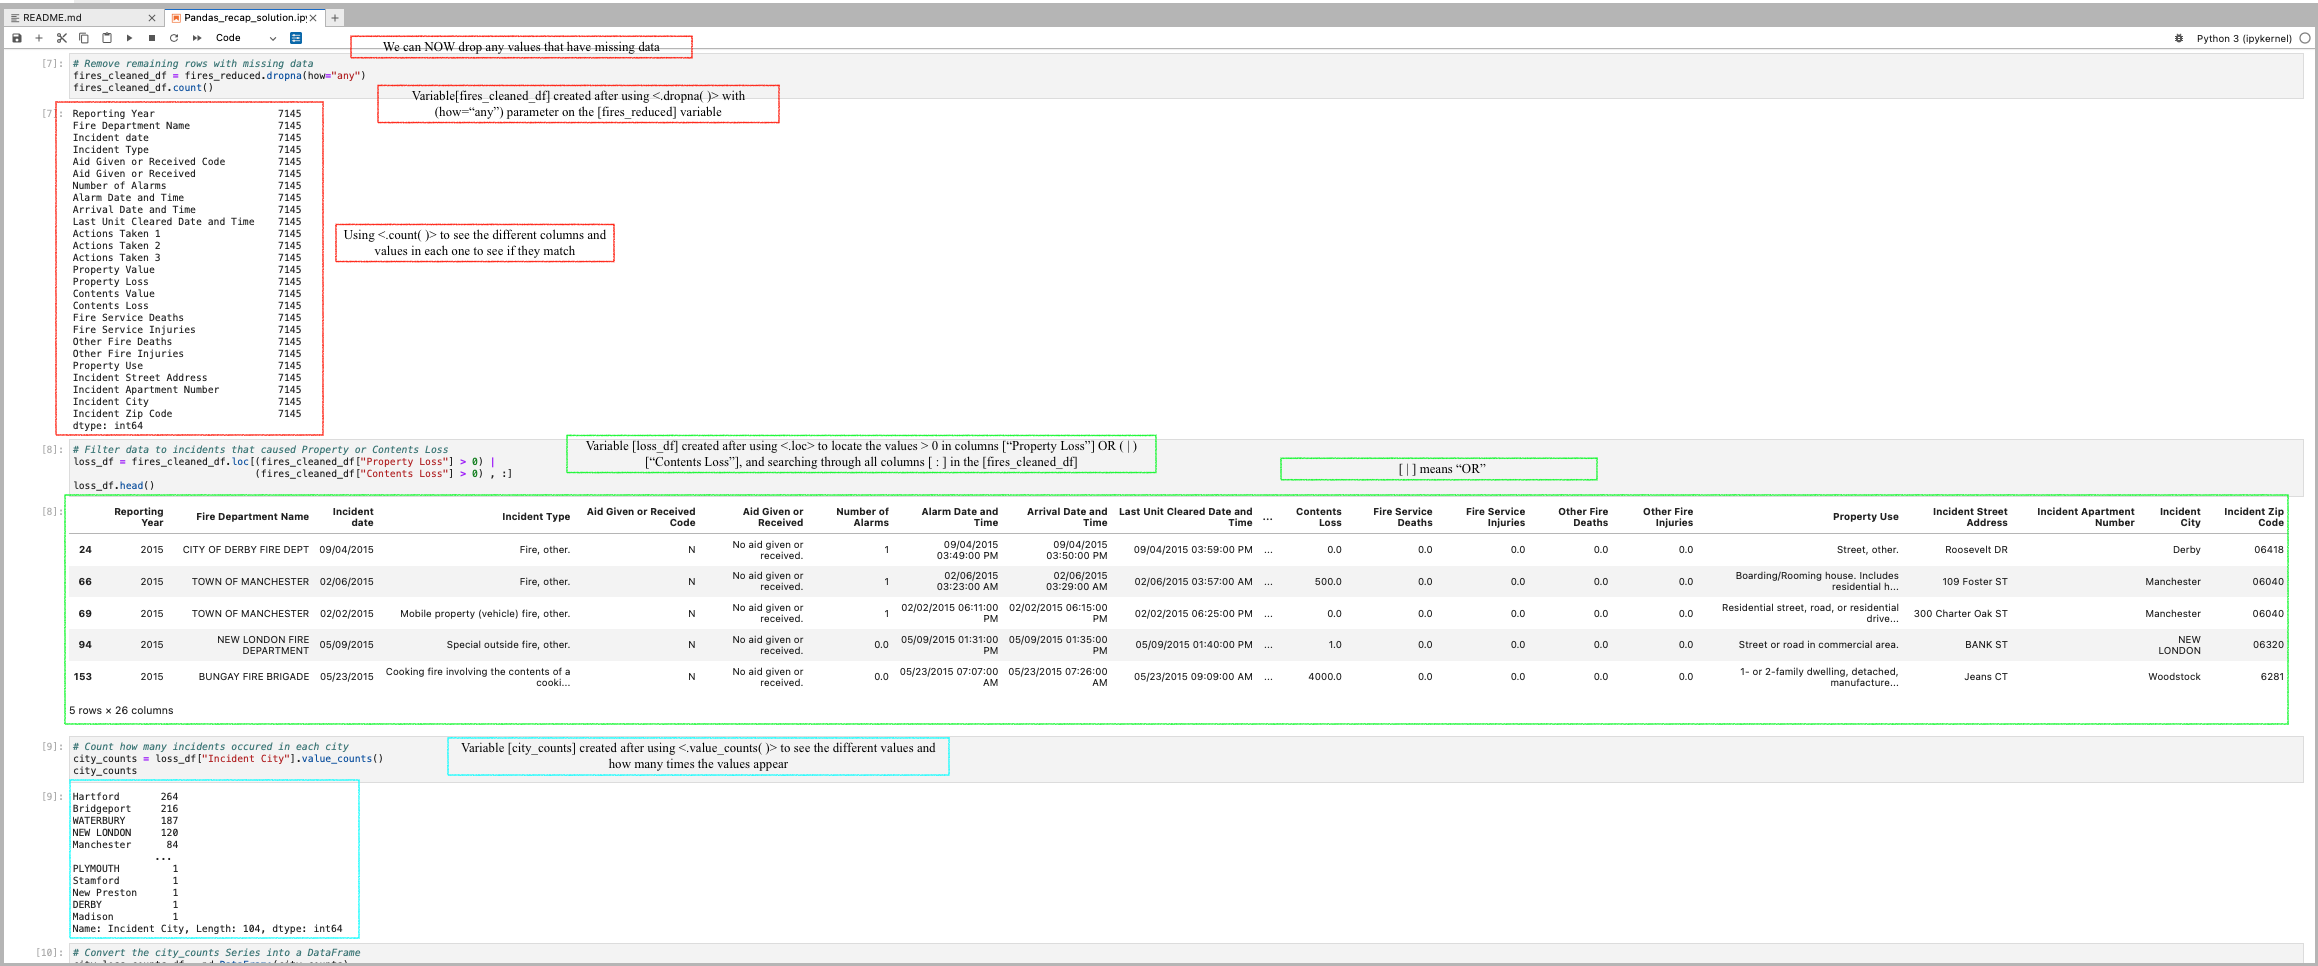 README.md
Pandas_recap_solution.ipy
Code
Python 3 (ipykernel)
We can NOW drop any values that have missing data
[7]:
# Remove remaining rows with missing data
fires_cleaned_df = fires_reduced.dropna(how="any")
fires_cleaned_df.count()
Variable[fires_cleaned_df] created after using <.dropna( )> with
(how=“any”) parameter on the [fires_reduced] variable
[7]:
Reporting Year 7145
Fire Department Name 7145
Incident date 7145
Incident Type 7145
Aid Given or Received Code 7145
Aid Given or Received 7145
Number of Alarms 7145
Alarm Date and Time 7145
Arrival Date and Time 7145
Last Unit Cleared Date and Time 7145
Actions Taken 1 7145
Actions Taken 2 7145
Actions Taken 3 7145
Property Value 7145
Property Loss 7145
Contents Value 7145
Contents Loss 7145
Fire Service Deaths 7145
Fire Service Injuries 7145
Other Fire Deaths 7145
Other Fire Injuries 7145
Property Use 7145
Incident Street Address 7145
Incident Apartment Number 7145
Incident City 7145
Incident Zip Code 7145
dtype: int64
Using <.count( )> to see the different columns and
values in each one to see if they match
[8]:
# Filter data to incidents that caused Property or Contents Loss
loss_df = fires_cleaned_df.loc[(fires_cleaned_df["Property Loss"] > 0) |
(fires_cleaned_df["Contents Loss"] > 0) , :]
loss_df.head()
Variable [loss_df] created after using <.loc> to locate the values > 0 in columns [“Property Loss”] OR ( | )
[“Contents Loss”], and searching through all columns [ : ] in the [fires_cleaned_df]
[ | ] means “OR”
[8]:
Reporting Year Fire Department Name Incident date Incident Type Aid Given or Received Code Aid Given or Received Number of Alarms Alarm Date and Time Arrival Date and Time Last Unit Cleared Date and Time ... Contents Loss Fire Service Deaths Fire Service Injuries Other Fire Deaths Other Fire Injuries Property Use Incident Street Address Incident Apartment Number Incident City Incident Zip Code
24 2015 CITY OF DERBY FIRE DEPT 09/04/2015 Fire, other. N No aid given or received. 1 09/04/2015 03:49:00 PM 09/04/2015 03:50:00 PM 09/04/2015 03:59:00 PM ... 0.0 0.0 0.0 0.0 0.0 Street, other. Roosevelt DR Derby 06418
66 2015 TOWN OF MANCHESTER 02/06/2015 Fire, other. N No aid given or received. 1 02/06/2015 03:23:00 AM 02/06/2015 03:29:00 AM 02/06/2015 03:57:00 AM ... 500.0 0.0 0.0 0.0 0.0 Boarding/Rooming house. Includes residential h... 109 Foster ST Manchester 06040
69 2015 TOWN OF MANCHESTER 02/02/2015 Mobile property (vehicle) fire, other. N No aid given or received. 1 02/02/2015 06:11:00 PM 02/02/2015 06:15:00 PM 02/02/2015 06:25:00 PM ... 0.0 0.0 0.0 0.0 0.0 Residential street, road, or residential drive... 300 Charter Oak ST Manchester 06040
94 2015 NEW LONDON FIRE DEPARTMENT 05/09/2015 Special outside fire, other. N No aid given or received. 0.0 05/09/2015 01:31:00 PM 05/09/2015 01:35:00 PM 05/09/2015 01:40:00 PM ... 1.0 0.0 0.0 0.0 0.0 Street or road in commercial area. BANK ST NEW LONDON 06320
153 2015 BUNGAY FIRE BRIGADE 05/23/2015 Cooking fire involving the contents of a cooki... N No aid given or received. 0.0 05/23/2015 07:07:00 AM 05/23/2015 07:26:00 AM 05/23/2015 09:09:00 AM ... 4000.0 0.0 0.0 0.0 0.0 1- or 2-family dwelling, detached, manufacture... Jeans CT Woodstock 6281
5 rows × 26 columns
[9]:
# Count how many incidents occured in each city
city_counts = loss_df["Incident City"].value_counts()
city_counts
Variable [city_counts] created after using <.value_counts( )> to see the different values and
how many times the values appear
[9]:
Hartford 264
Bridgeport 216
WATERBURY 187
NEW LONDON 120
Manchester 84
...
PLYMOUTH 1
Stamford 1
New Preston 1
DERBY 1
Madison 1
Name: Incident City, Length: 104, dtype: int64
[10]:
# Convert the city_counts Series into a DataFrame